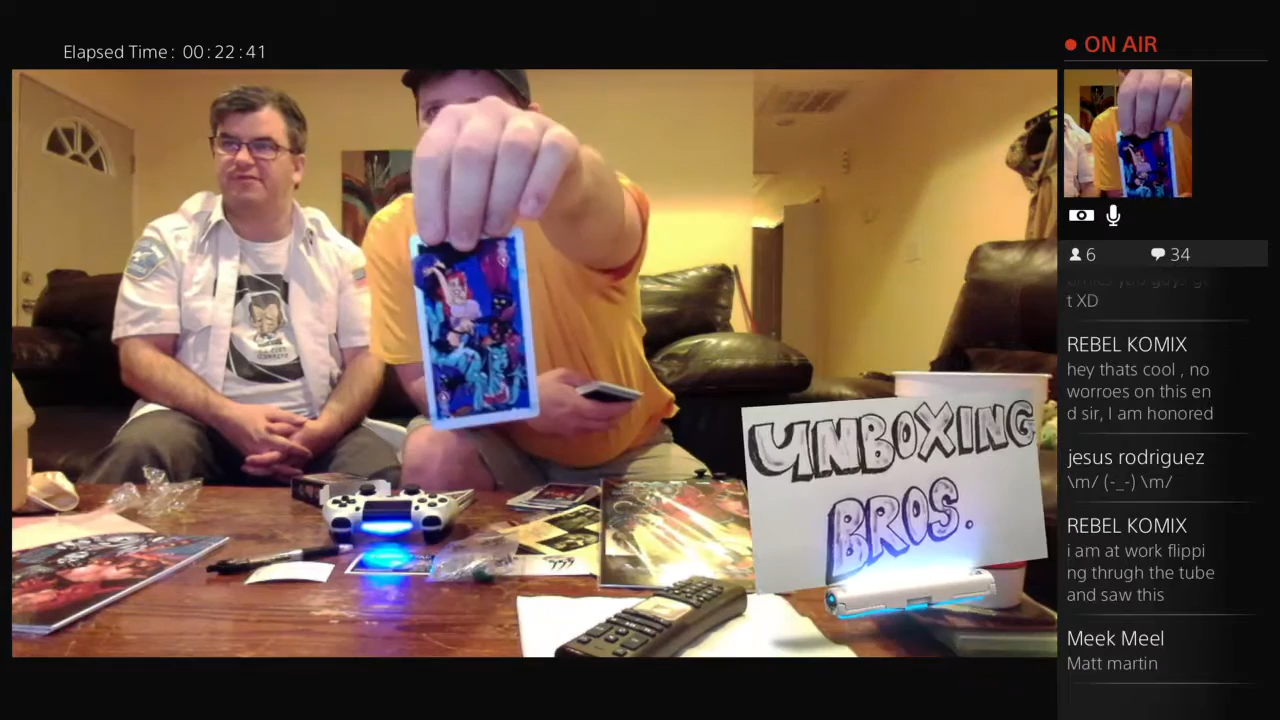 Elapsed Time: 00:22:41
ON AIR
6 34
t XD
REBEL KOMIX
hey thats cool , no
worroes on this en
d sir, I am honored
jesus rodriguez
\m/ (-_-) \m/
REBEL KOMIX
i am at work flippi
ng thrugh the tube
and saw this
Meek Meel
Matt martin
UNBOXING
BROS.